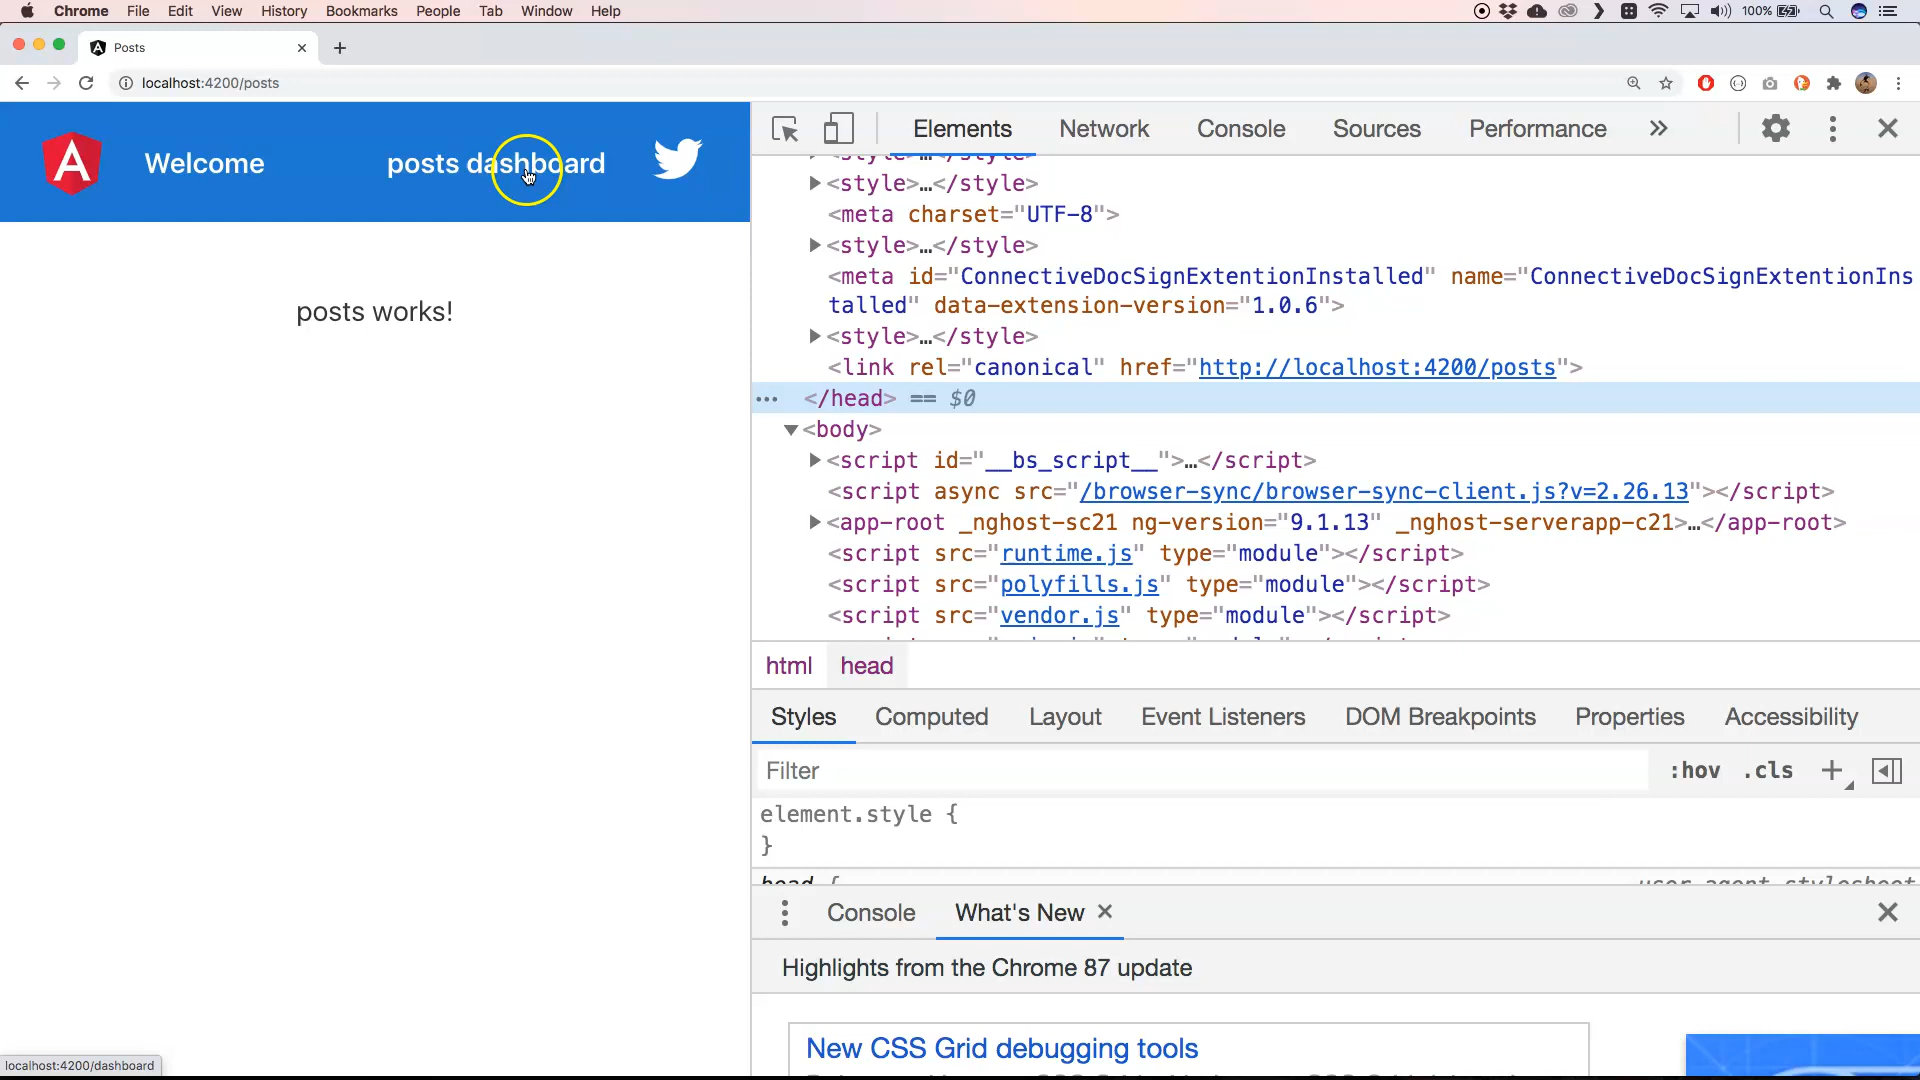 Chrome File Edit View History Bookmarks People Tab Window Help 100%
Posts
localhost:4200/posts
Welcome posts dashboard
posts works!
localhost:4200/dashboard
Elements Network Console Sources Performance
<style>…</style>
<meta charset="UTF-8">
<style>…</style>
<meta id="ConnectiveDocSignExtentionInstalled" name="ConnectiveDocSignExtentionIns
talled" data-extension-version="1.0.6">
<style>…</style>
<link rel="canonical" href="http://localhost:4200/posts">
… </head> == $0
<body>
<script id="__bs_script__">…</script>
<script async src="/browser-sync/browser-sync-client.js?v=2.26.13"></script>
<app-root _nghost-sc21 ng-version="9.1.13" _nghost-serverapp-c21>…</app-root>
<script src="runtime.js" type="module"></script>
<script src="polyfills.js" type="module"></script>
<script src="vendor.js" type="module"></script>
html head
Styles Computed Layout Event Listeners DOM Breakpoints Properties Accessibility
Filter :hov .cls
element.style {
}
head { user agent stylesheet
Console What's New
Highlights from the Chrome 87 update
New CSS Grid debugging tools